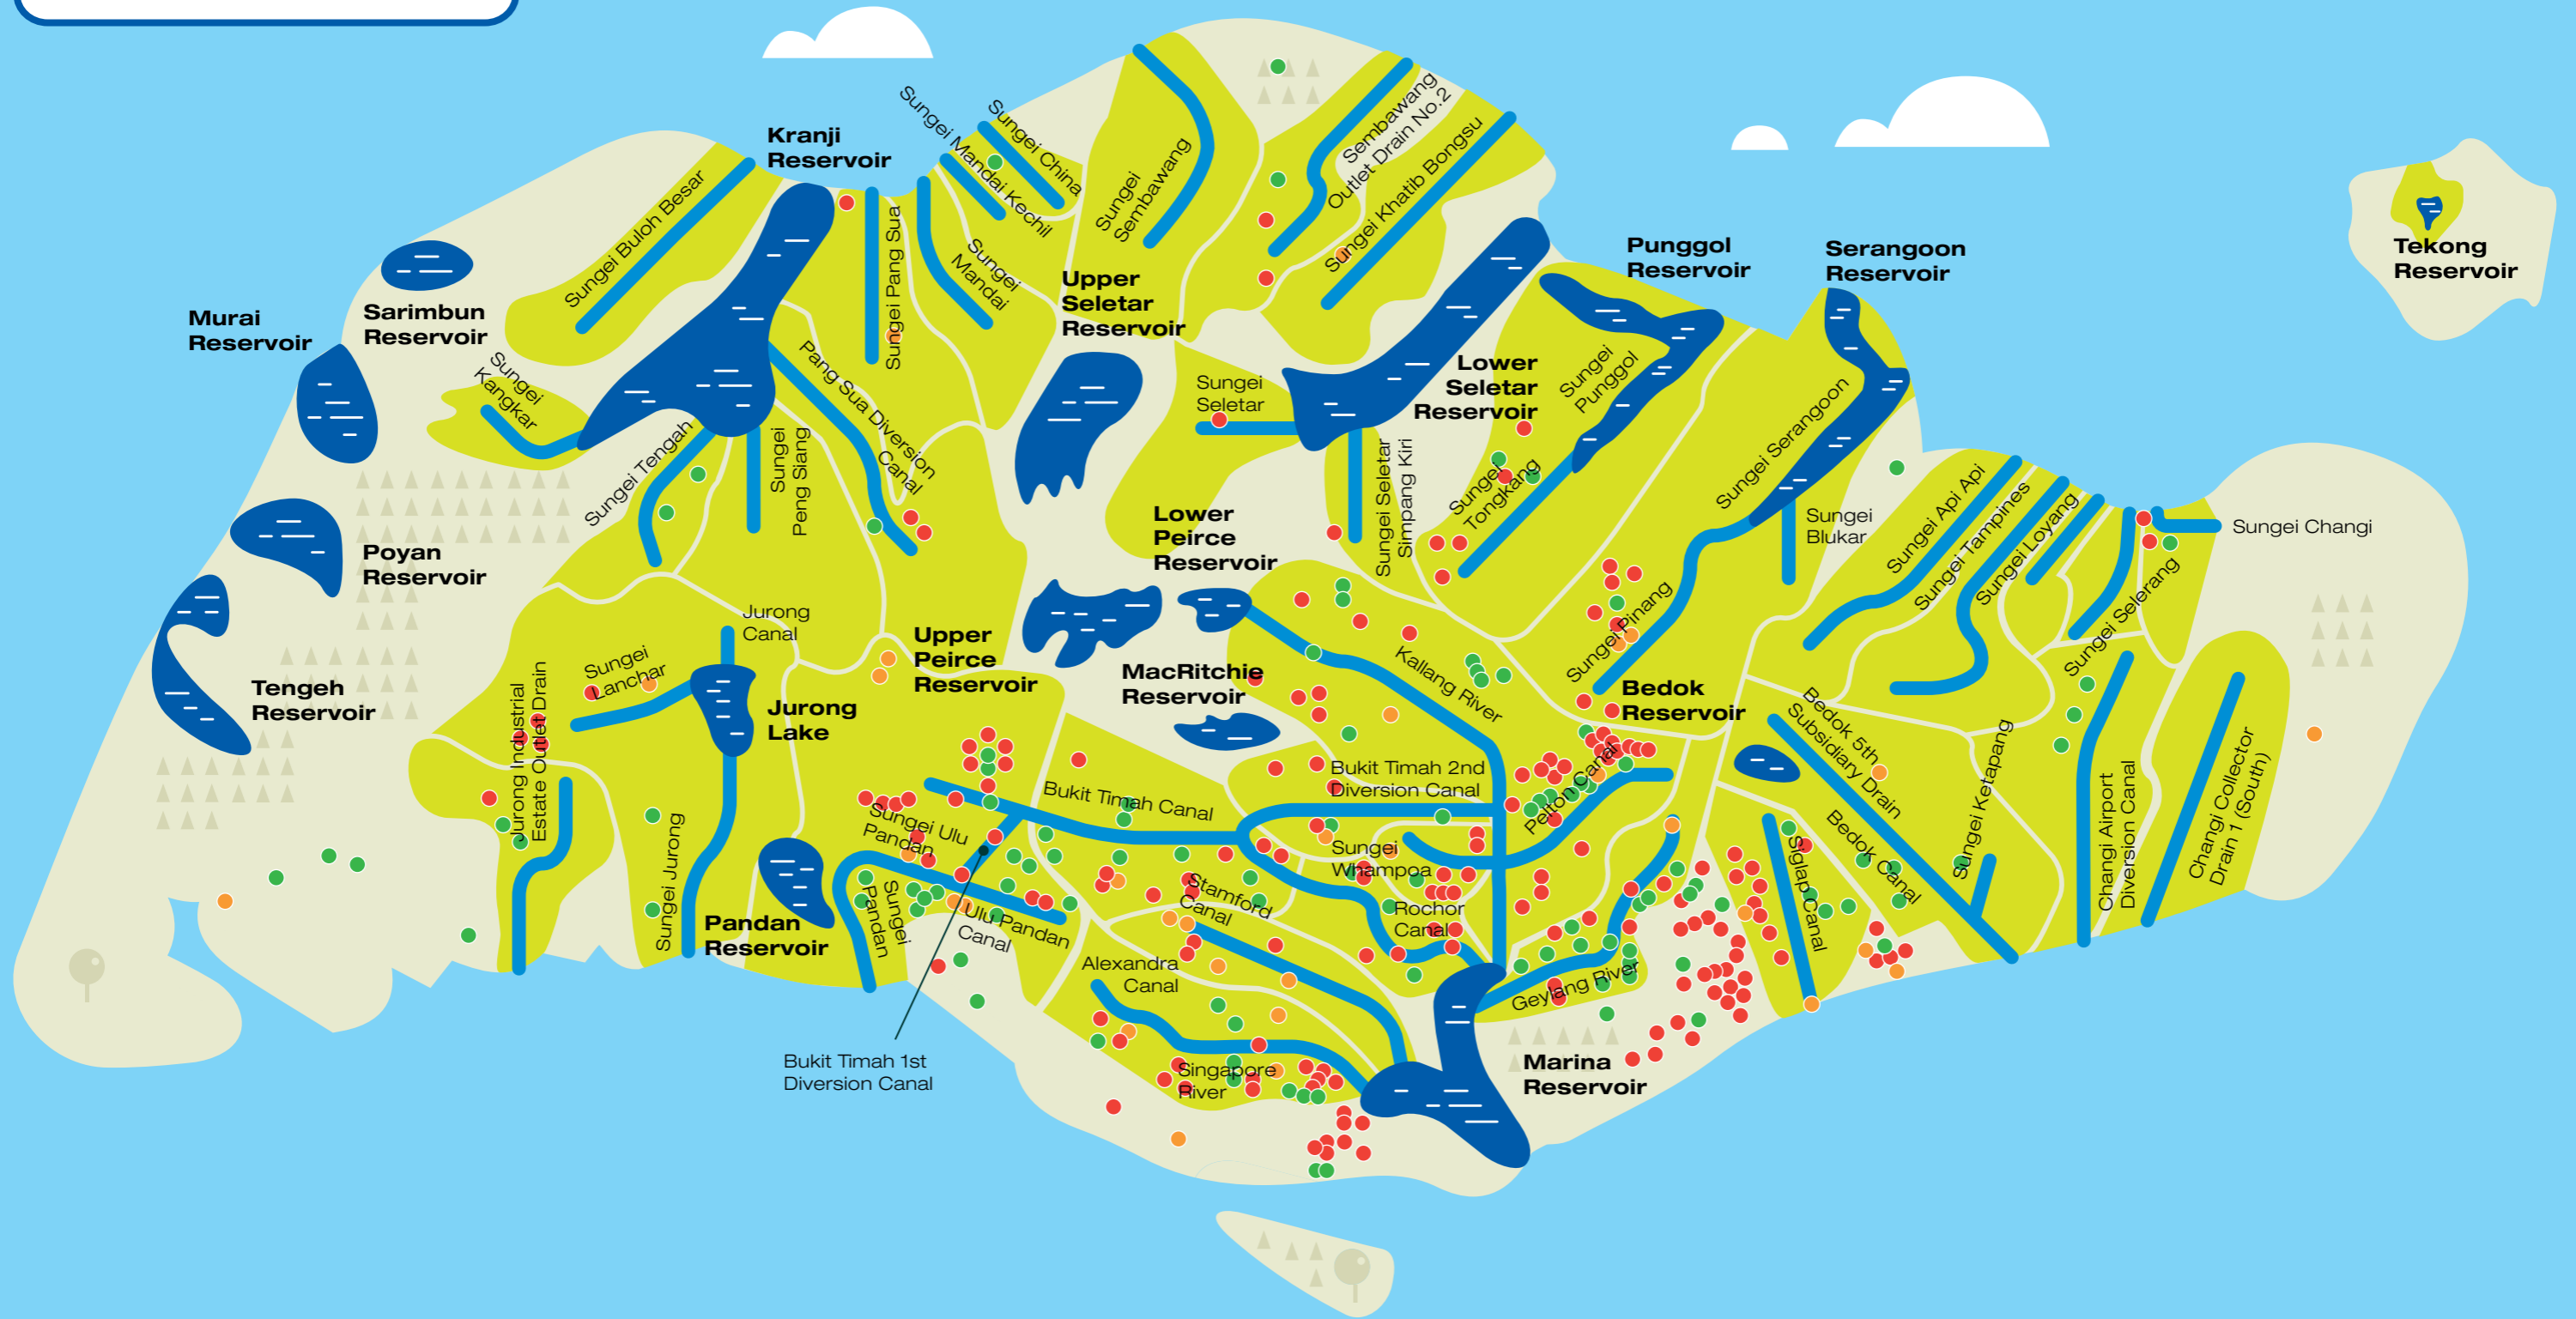 Kranji
Reservoir
Sungei Mandai Kechil
Sungei China
Sungei Buloh Besar
Sungei Pang Sua
Sungei
Mandai
Sungei
Sembawang
Sembawang
Outlet Drain No.2
Sungei Khatib Bongsu
Murai
Reservoir
Sarimbun
Reservoir
Sungei
Kangkar
Upper
Seletar
Reservoir
Punggol
Reservoir
Serangoon
Reservoir
Tekong
Reservoir
Pang Sua Diversion
Canal
Sungei
Seletar
Lower
Seletar
Reservoir
Sungei
Punggol
Sungei Serangoon
Sungei Tengah
Sungei
Peng Siang
Sungei Seletar
Simpang Kiri
Sungei
Tongkang
Sungei
Blukar
Sungei Api Api
Sungei Tampines
Sungei Loyang
Sungei Changi
Sungei Selerang
Poyan
Reservoir
Lower
Peirce
Reservoir
Tengeh
Reservoir
Jurong
Canal
Sungei
Lanchar
Upper
Peirce
Reservoir
MacRitchie
Reservoir
Kallang River
Sungei Pinang
Bedok
Reservoir
Jurong Industrial
Estate Outlet Drain
Jurong
Lake
Bukit Timah Canal
Bukit Timah 2nd
Diversion Canal
Pelton Canal
Bedok 5th
Subsidiary Drain
Sungei Ketapang
Changi Airport
Diversion Canal
Changi Collector
Drain 1 (South)
Sungei Jurong
Sungei Ulu
Pandan
Sungei
Whampoa
Siglap Canal
Bedok Canal
Pandan
Reservoir
Sungei
Pandan
Ulu Pandan
Canal
Stamford
Canal
Rochor
Canal
Alexandra
Canal
Geylang River
Bukit Timah 1st
Diversion Canal
Singapore
River
Marina
Reservoir